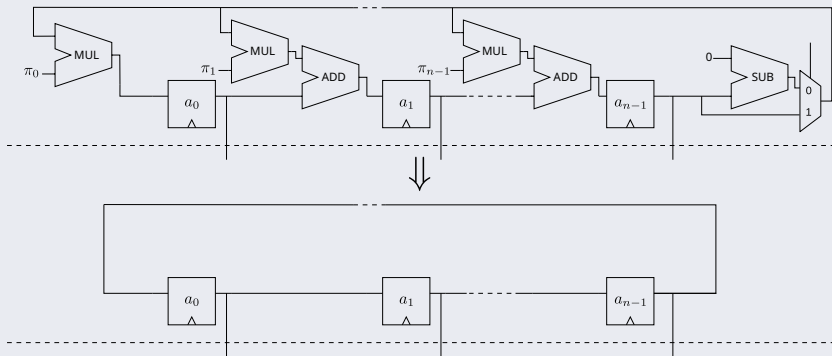 MUL
π₀
MUL
π₁
ADD
MUL
πₙ₋₁
ADD
0
SUB
0
1
a₀
a₁
aₙ₋₁
a₀
a₁
aₙ₋₁